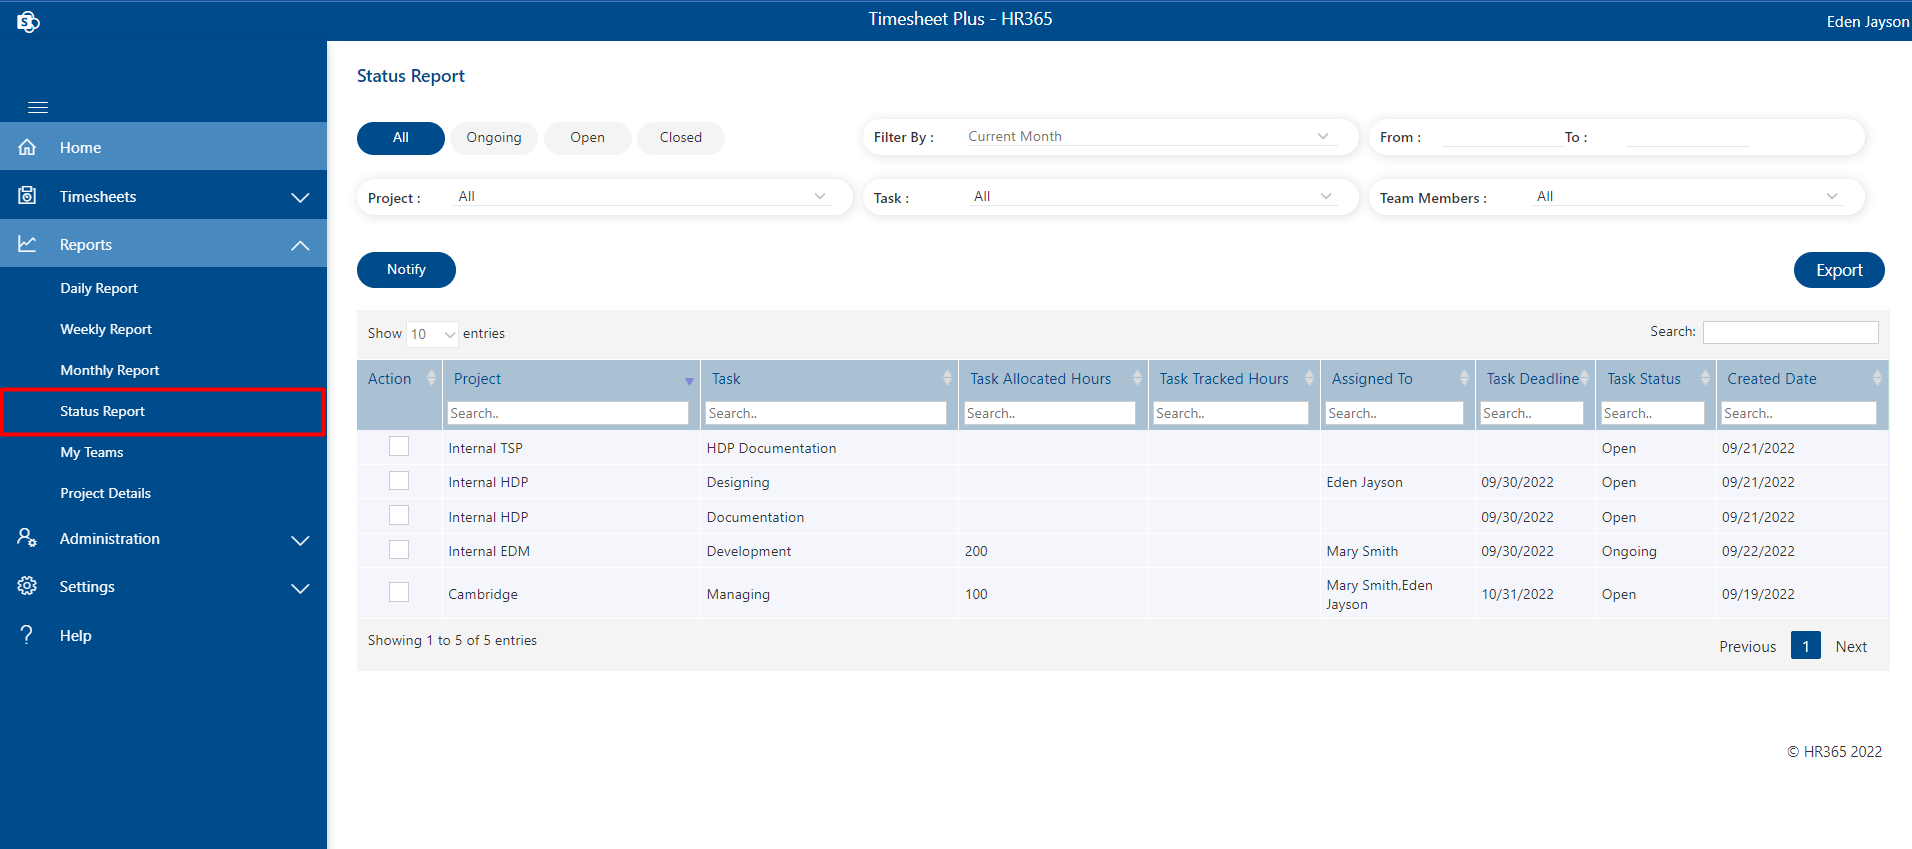 Timesheet Plus - HR365
Eden Jayson
Home
Timesheets
Reports
Daily Report
Weekly Report
Monthly Report
Status Report
My Teams
Project Details
Administration
Settings
Help
Status Report
All Ongoing Open Closed
Filter By : Current Month
From : To :
Project : All
Task : All
Team Members : All
Notify
Export
Show 10 entries
Search:
Action Project Task Task Allocated Hours Task Tracked Hours Assigned To Task Deadline Task Status Created Date
Search.. Search.. Search.. Search.. Search.. Search.. Search.. Search..
Internal TSP HDP Documentation Open 09/21/2022
Internal HDP Designing Eden Jayson 09/30/2022 Open 09/21/2022
Internal HDP Documentation 09/30/2022 Open 09/21/2022
Internal EDM Development 200 Mary Smith 09/30/2022 Ongoing 09/22/2022
Cambridge Managing 100 Mary Smith,Eden 10/31/2022 Open 09/19/2022
Jayson
Showing 1 to 5 of 5 entries
Previous 1 Next
© HR365 2022